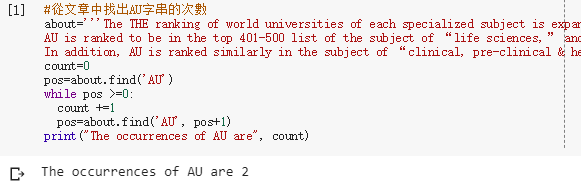 [1] #從文章中找出AU字串的次數
about='''The THE ranking of world universities of each specialized subject is expan
AU is ranked to be in the top 401-500 list of the subject of “life sciences,” and
In addition, AU is ranked similarly in the subject of “clinical, pre-clinical & he
count=0
pos=about.find('AU')
while pos >=0:
  count +=1
  pos=about.find('AU', pos+1)
print("The occurrences of AU are", count)
The occurrences of AU are 2